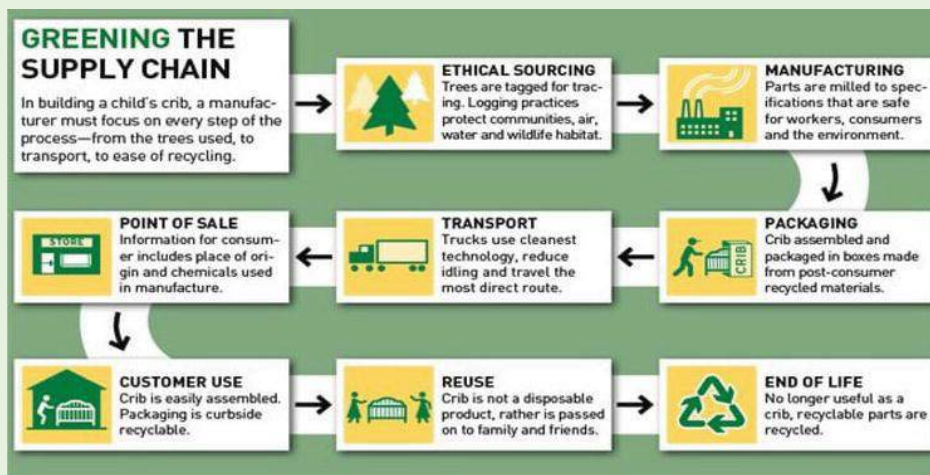 GREENING THE
SUPPLY CHAIN
In building a child's crib, a manufac-
turer must focus on every step of the
process—from the trees used, to
transport, to ease of recycling.
ETHICAL SOURCING
Trees are tagged for trac-
ing. Logging practices
protect communities, air,
water and wildlife habitat.
MANUFACTURING
Parts are milled to spec-
ifications that are safe
for workers, consumers
and the environment.
PACKAGING
Crib assembled and
packaged in boxes made
from post-consumer
recycled materials.
CRIB
TRANSPORT
Trucks use cleanest
technology, reduce
idling and travel the
most direct route.
POINT OF SALE
Information for consum-
er includes place of ori-
gin and chemicals used
in manufacture.
STORE
CUSTOMER USE
Crib is easily assembled.
Packaging is curbside
recyclable.
REUSE
Crib is not a disposable
product, rather is passed
on to family and friends.
END OF LIFE
No longer useful as a
crib, recyclable parts are
recycled.